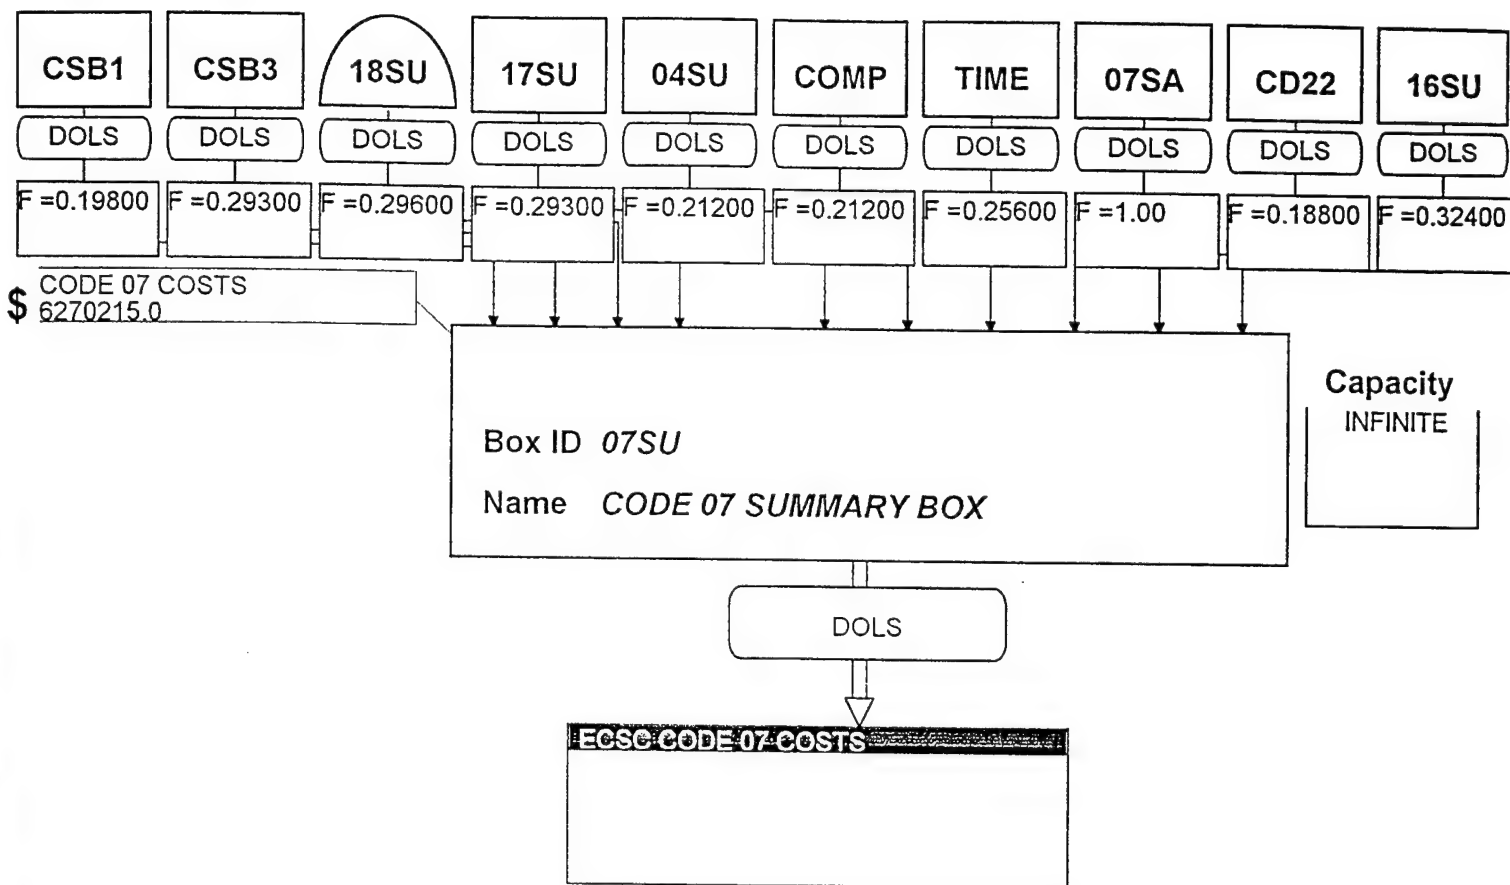 CSB1 CSB3 18SU 17SU 04SU COMP TIME 07SA CD22 16SU
DOLS DOLS DOLS DOLS DOLS DOLS DOLS DOLS DOLS DOLS
F =0.19800 F =0.29300 F =0.29600 F =0.29300 F =0.21200 F =0.21200 F =0.25600 F =1.00 F =0.18800 F =0.32400
$ CODE 07 COSTS
6270215.0
Capacity
INFINITE
Box ID 07SU
Name CODE 07 SUMMARY BOX
DOLS
ECSC CODE 07 COSTS